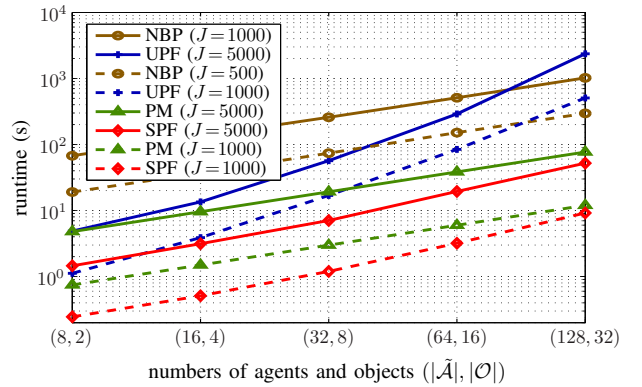 10^4
10^3
10^2
10^1
10^0
runtime (s)
NBP (J = 1000)
UPF (J = 5000)
NBP (J = 500)
UPF (J = 1000)
PM (J = 5000)
SPF (J = 5000)
PM (J = 1000)
SPF (J = 1000)
(8, 2) (16, 4) (32, 8) (64, 16) (128, 32)
numbers of agents and objects (|Ã|, |O|)